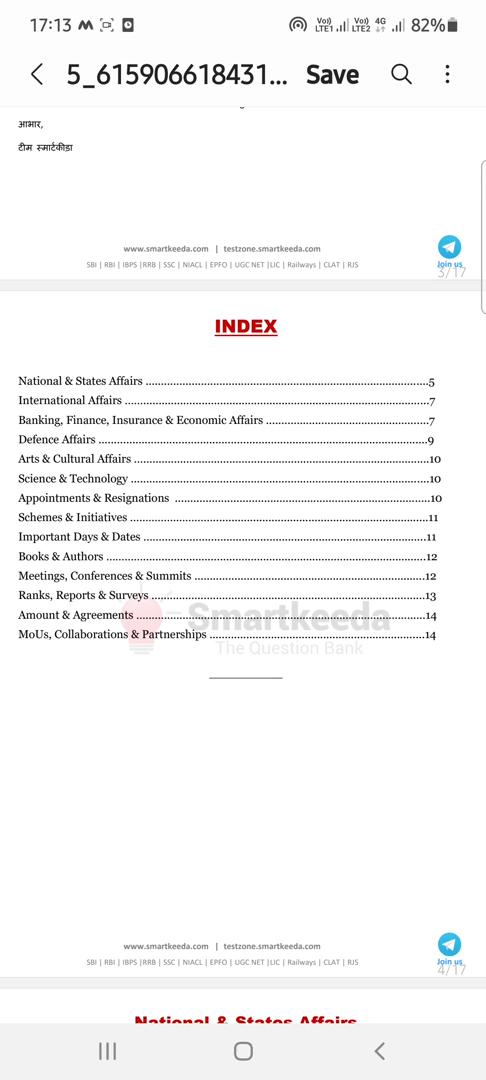 17:13 Vo) LTE1 Vo) LTE2 4G 82%
5_615906618431... Save
आभार,
टीम स्मार्टकीडा
www.smartkeeda.com | testzone.smartkeeda.com
SBI | RBI | IBPS |RRB | SSC | NIACL | EPFO | UGC NET |LIC | Railways | CLAT | RJS
Join us
3/17
INDEX
National & States Affairs ....................................................................................................5
International Affairs ...........................................................................................................7
Banking, Finance, Insurance & Economic Affairs .........................................................7
Defence Affairs ....................................................................................................................9
Arts & Cultural Affairs .......................................................................................................10
Science & Technology .........................................................................................................10
Appointments & Resignations ..........................................................................................10
Schemes & Initiatives .........................................................................................................11
Important Days & Dates ....................................................................................................11
Books & Authors .................................................................................................................12
Meetings, Conferences & Summits ..................................................................................12
Ranks, Reports & Surveys .................................................................................................13
Amount & Agreements ......................................................................................................14
MoUs, Collaborations & Partnerships .............................................................................14
Smartkeeda
The Question Bank
www.smartkeeda.com | testzone.smartkeeda.com
SBI | RBI | IBPS |RRB | SSC | NIACL | EPFO | UGC NET |LIC | Railways | CLAT | RJS
Join us
4/17
National & States Affairs